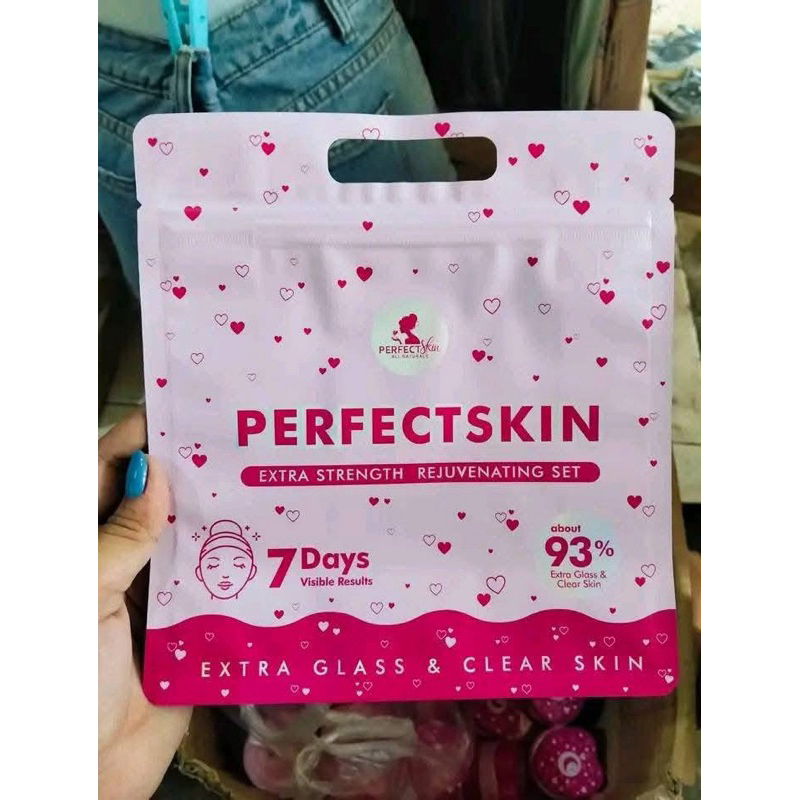 PERFECTSkin
ALL NATURALS
PERFECTSKIN
EXTRA STRENGTH REJUVENATING SET
7 Days
Visible Results
about
93%
Extra Glass &
Clear Skin
EXTRA GLASS & CLEAR SKIN